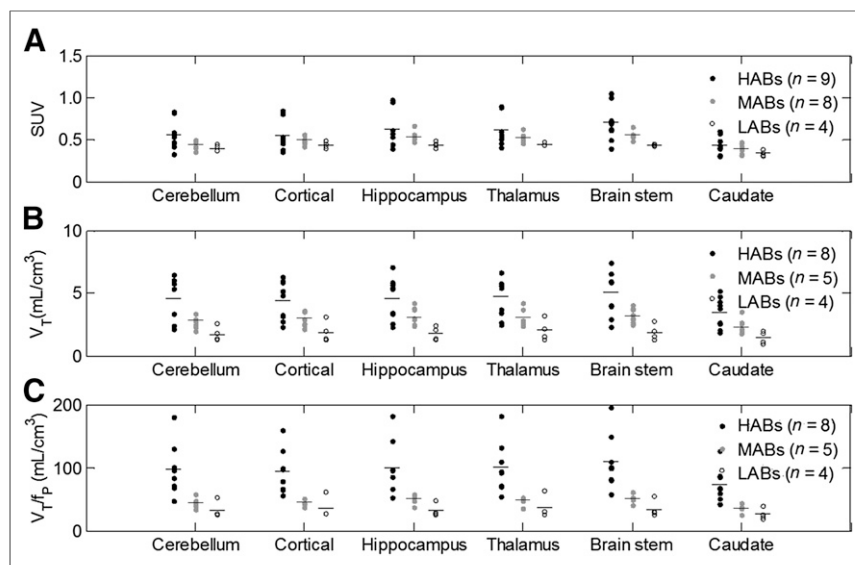 A
SUV
1.5
1.0
0.5
0
HABs (n = 9)
MABs (n = 8)
LABs (n = 4)
Cerebellum Cortical Hippocampus Thalamus Brain stem Caudate
B
V_T (mL/cm³)
10
5
0
HABs (n = 8)
MABs (n = 5)
LABs (n = 4)
Cerebellum Cortical Hippocampus Thalamus Brain stem Caudate
C
V_T/f_P (mL/cm³)
200
100
0
HABs (n = 8)
MABs (n = 5)
LABs (n = 4)
Cerebellum Cortical Hippocampus Thalamus Brain stem Caudate